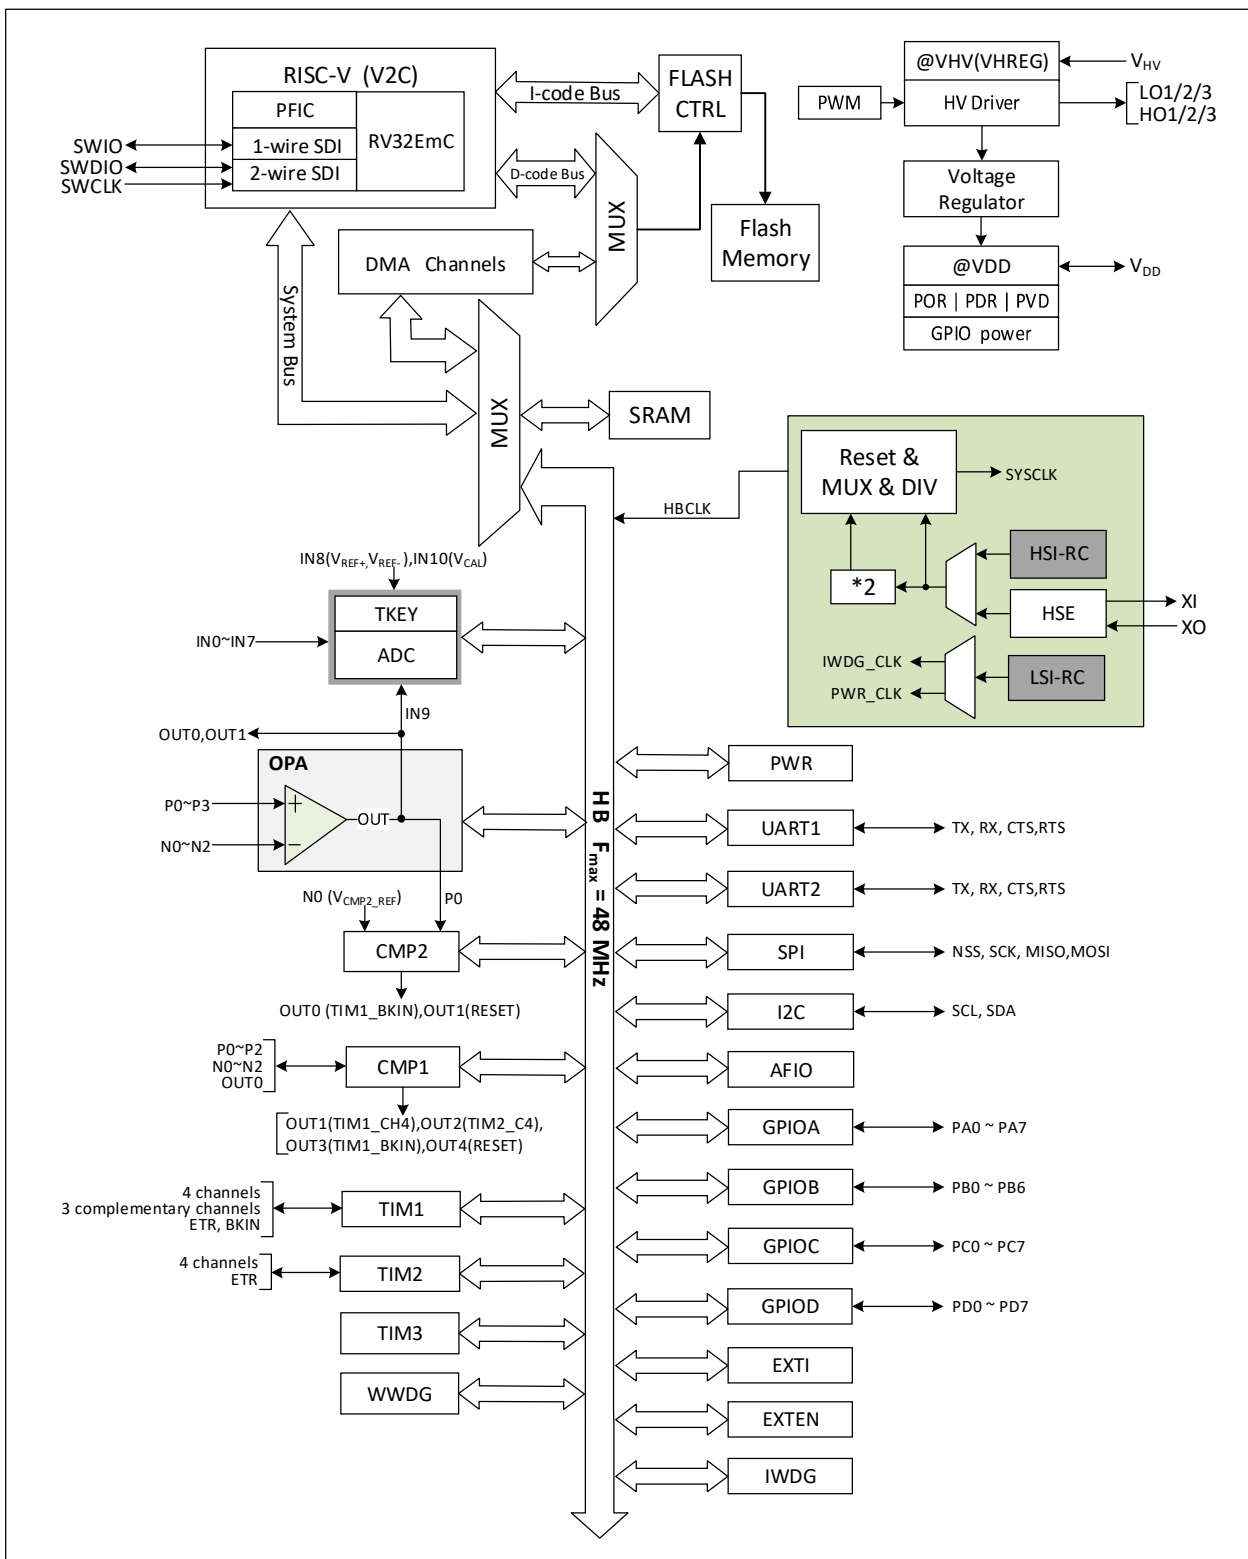 RISC-V (V2C)
PFIC
1-wire SDI
2-wire SDI
RV32EmC
SWIO
SWDIO
SWCLK
I-code Bus
D-code Bus
FLASH
CTRL
MUX
Flash
Memory
DMA Channels
System Bus
MUX
SRAM
@VHV(VHREG)
HV Driver
PWM
VHV
LO1/2/3
HO1/2/3
Voltage
Regulator
@VDD
POR | PDR | PVD
GPIO power
VDD
Reset &
MUX & DIV
SYSCLK
HBCLK
*2
HSI-RC
HSE
XI
XO
IWDG_CLK
PWR_CLK
LSI-RC
IN8(VREF+,VREF-),IN10(VCAL)
TKEY
ADC
IN0~IN7
IN9
OUT0,OUT1
OPA
P0~P3
N0~N2
+
−
OUT
N0 (VCMP2_REF)
P0
CMP2
OUT0 (TIM1_BKIN),OUT1(RESET)
P0~P2
N0~N2
OUT0
CMP1
OUT1(TIM1_CH4),OUT2(TIM2_C4),
OUT3(TIM1_BKIN),OUT4(RESET)
4 channels
3 complementary channels
ETR, BKIN
TIM1
4 channels
ETR
TIM2
TIM3
WWDG
HB Fmax = 48 MHz
PWR
UART1
TX, RX, CTS,RTS
UART2
TX, RX, CTS,RTS
SPI
NSS, SCK, MISO,MOSI
I2C
SCL, SDA
AFIO
GPIOA
PA0 ~ PA7
GPIOB
PB0 ~ PB6
GPIOC
PC0 ~ PC7
GPIOD
PD0 ~ PD7
EXTI
EXTEN
IWDG